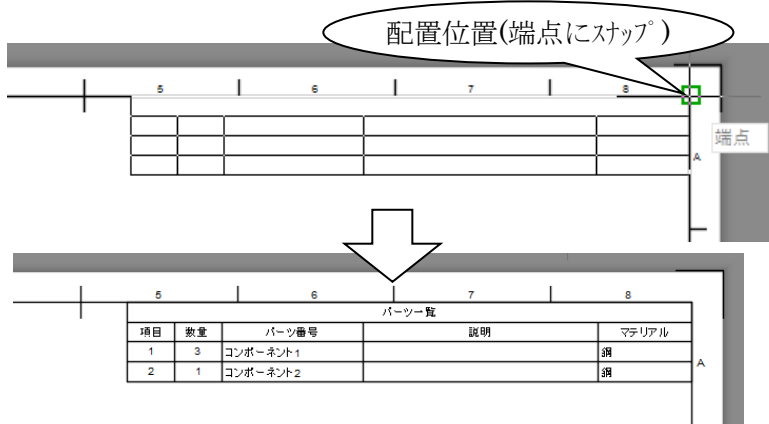 配置位置(端点にスナップ)
5 6 7 8
端点
A
5 6 7 8
パーツ一覧
項目 数量 パーツ番号 説明 マテリアル
1 3 コンポーネント1 鋼
2 1 コンポーネント2 鋼
A